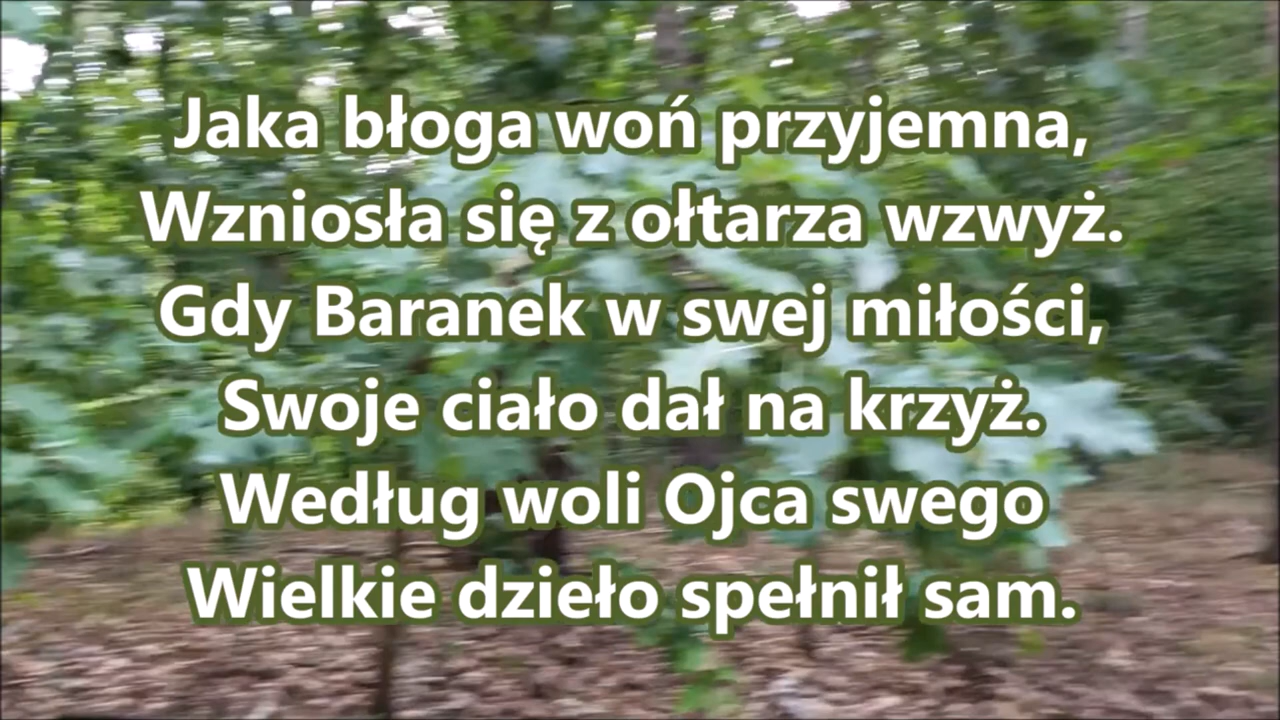 Jaka błoga woń przyjemna,
Wzniosła się z ołtarza wzwyż.
Gdy Baranek w swej miłości,
Swoje ciało dał na krzyż.
Według woli Ojca swego
Wielkie dzieło spełnił sam.